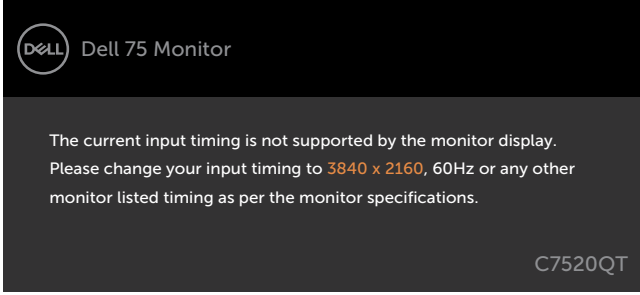 DELL
Dell 75 Monitor
The current input timing is not supported by the monitor display.
Please change your input timing to 3840 x 2160, 60Hz or any other
monitor listed timing as per the monitor specifications.
C7520QT